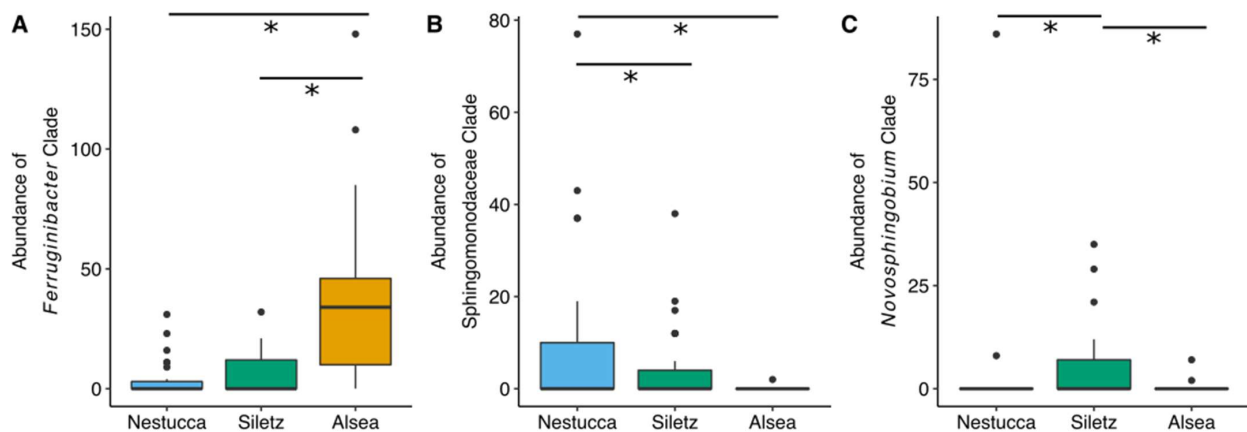 A
Abundance of
Ferruginibacter Clade
150
100
50
0
*
*
Nestucca Siletz Alsea
B
Abundance of
Sphingomonodaceae Clade
80
60
40
20
0
*
*
Nestucca Siletz Alsea
C
Abundance of
Novosphingobium Clade
75
50
25
0
*
*
Nestucca Siletz Alsea